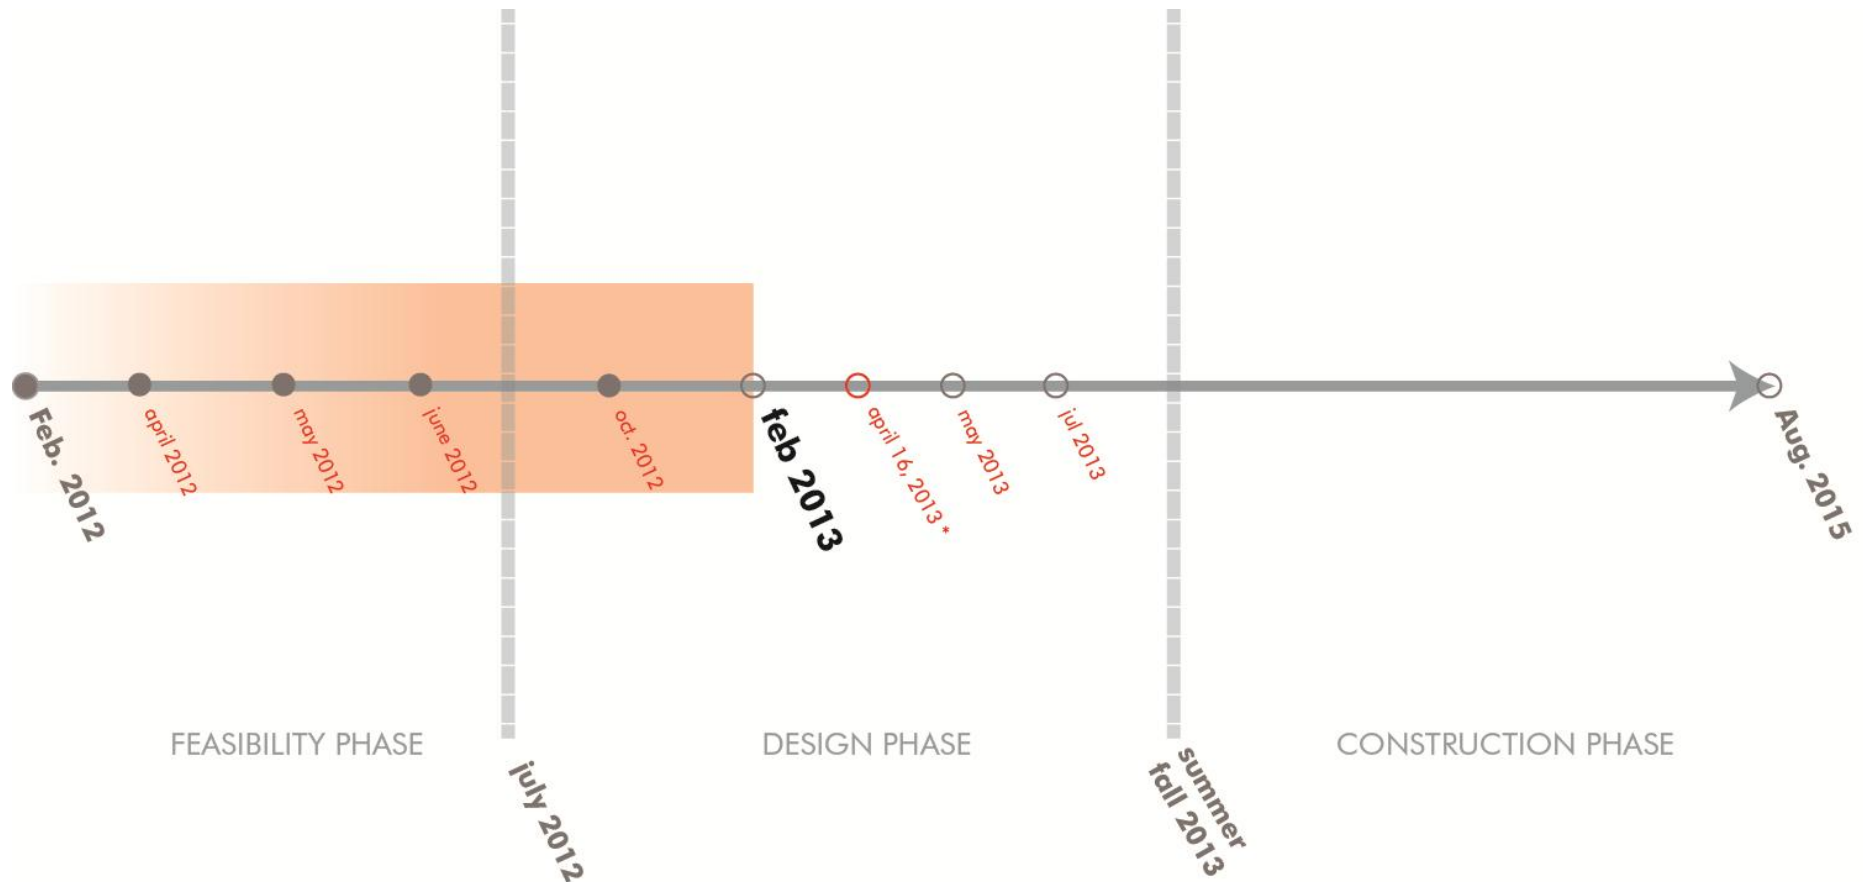 Feb. 2012
april 2012
may 2012
june 2012
oct. 2012
feb 2013
april 16, 2013 *
may 2013
jul 2013
Aug. 2015
FEASIBILITY PHASE
DESIGN PHASE
CONSTRUCTION PHASE
july 2012
summer
fall 2013